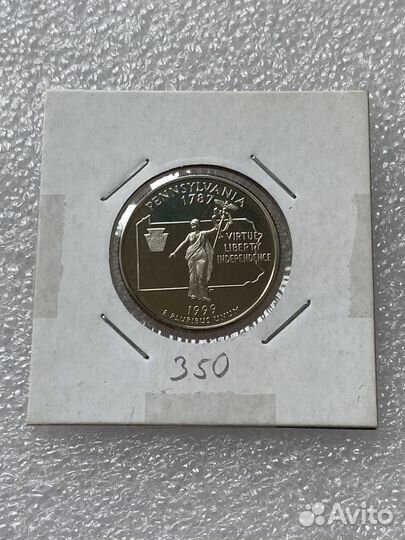 PENNSYLVANIA
1787
VIRTUE
LIBERTY
INDEPENDENCE
1999
E PLURIBUS UNUM
350
Avito